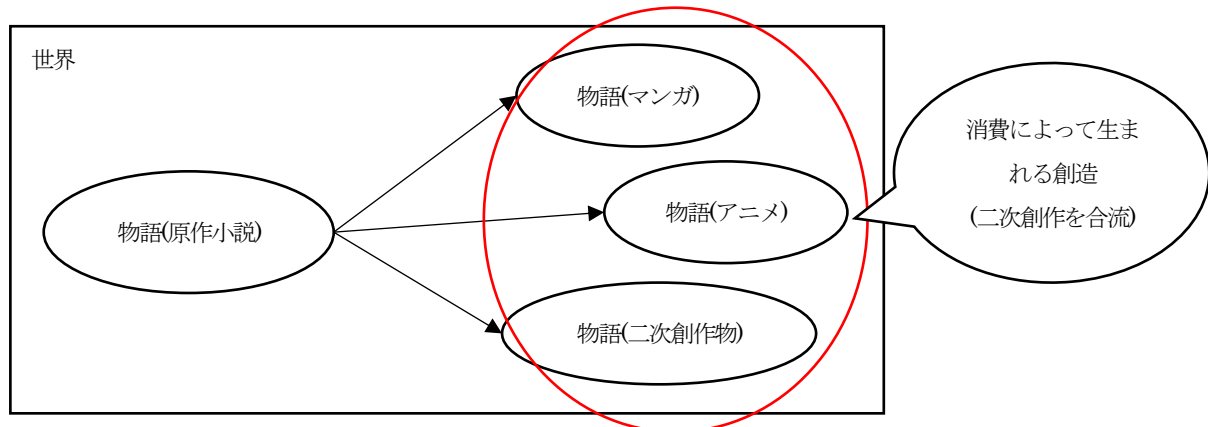 世界
物語(マンガ)
物語(アニメ)
物語(原作小説)
物語(二次創作物)
消費によって生ま
れる創造
(二次創作を合流)